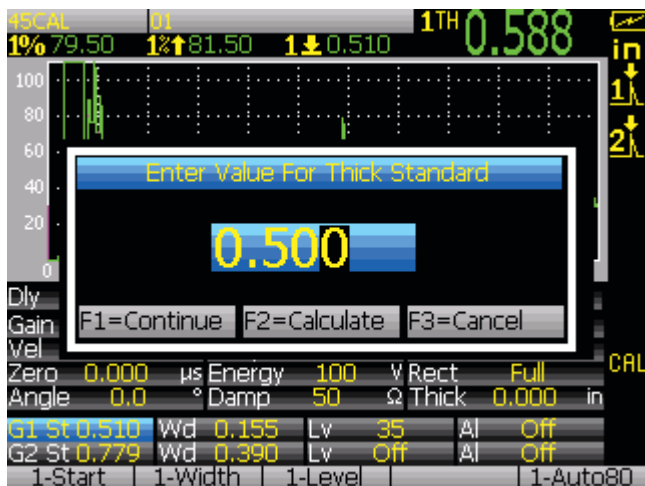 45CAL 01
1TH 0.588
1% 79.50 1%↑81.50 1↓0.510
in
100
80
60
40
20
0
1
2
Enter Value For Thick Standard
0.500
F1=Continue F2=Calculate F3=Cancel
Dly
Gain
Vel
Zero 0.000 µs Energy 100 V Rect Full
Angle 0.0 ° Damp 50 Ω Thick 0.000 in
CAL
G1 St 0.510 Wd 0.155 Lv 35 Al Off
G2 St 0.779 Wd 0.390 Lv Off Al Off
1-Start 1-Width 1-Level 1-Auto80